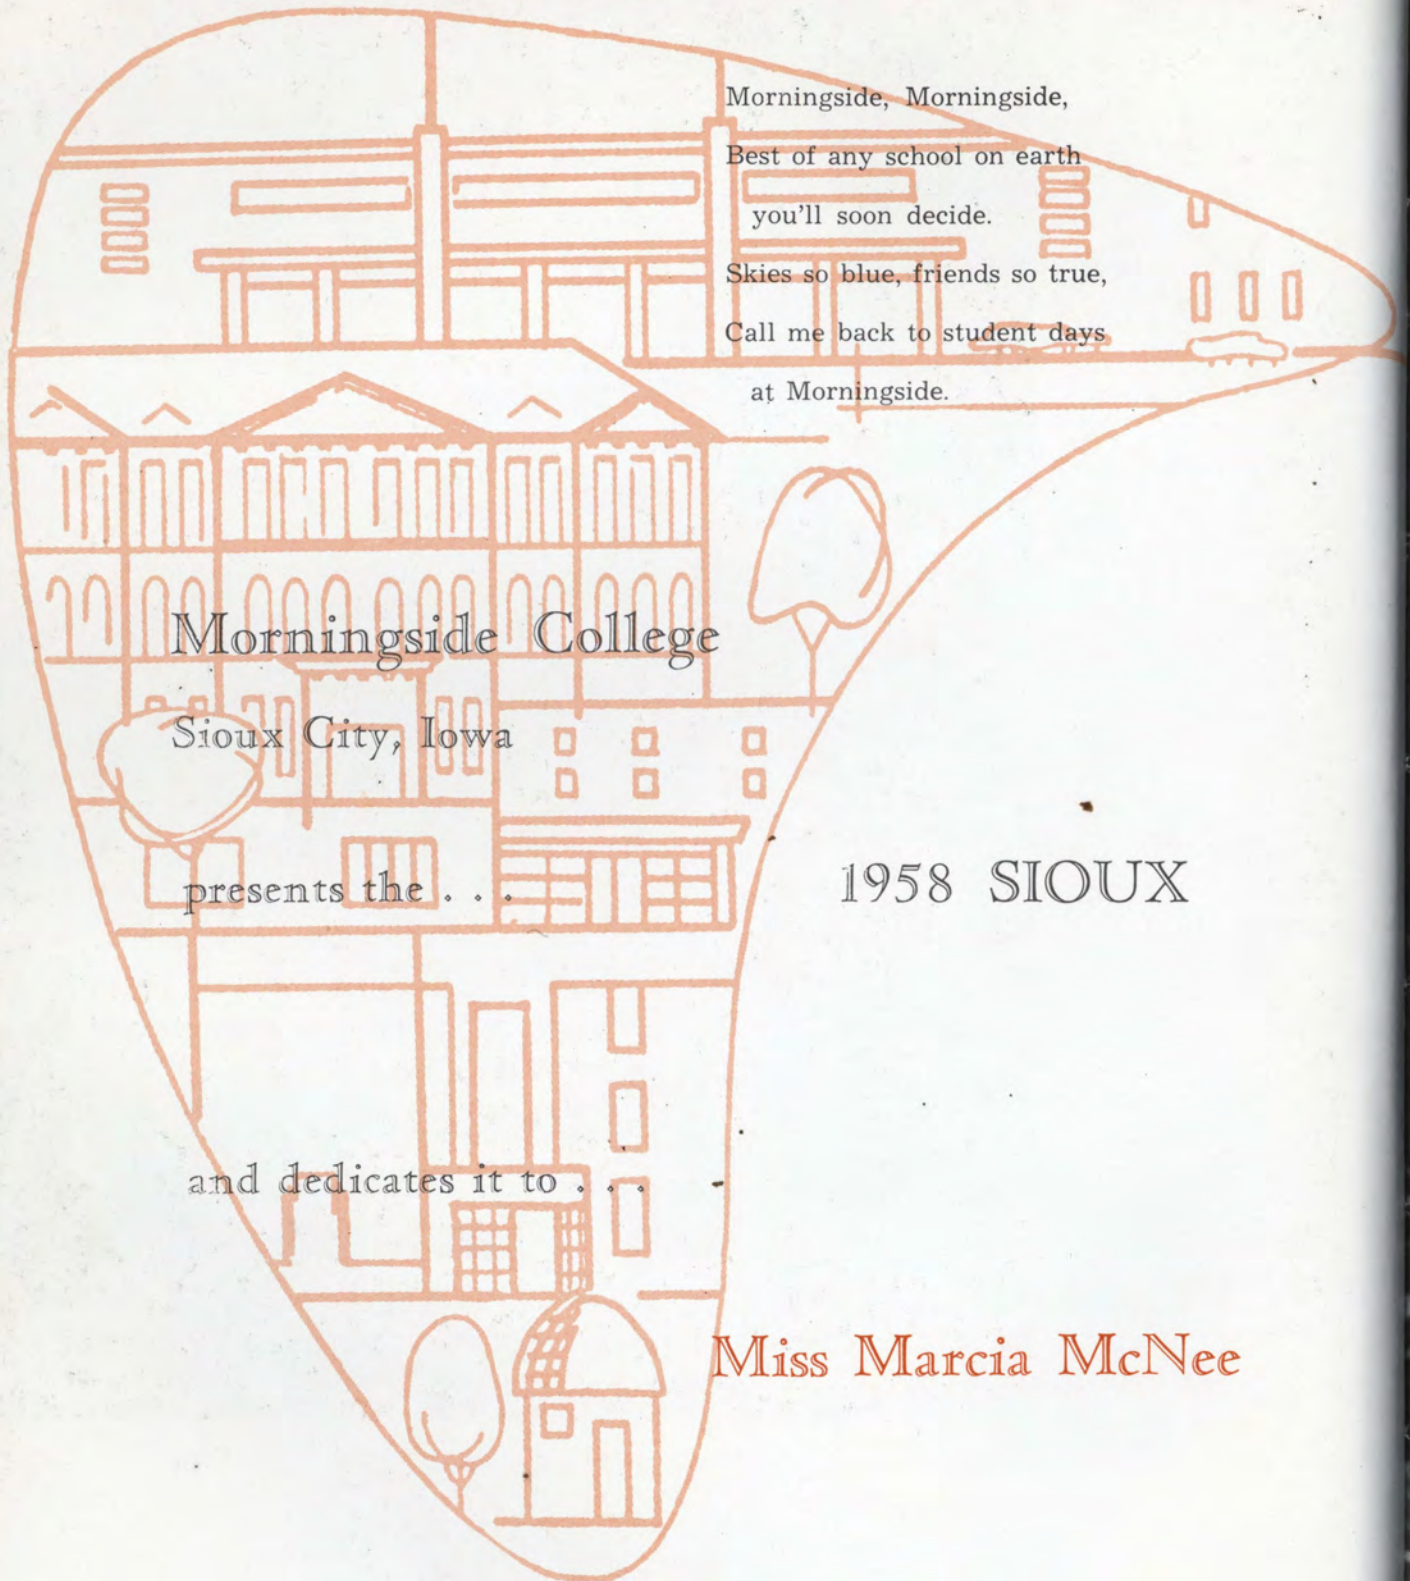 Morningside, Morningside,
Best of any school on earth
you'll soon decide.
Skies so blue, friends so true,
Call me back to student days
at Morningside.
Morningside College
Sioux City, Iowa
presents the . . .
1958 SIOUX
and dedicates it to . . .
Miss Marcia McNee